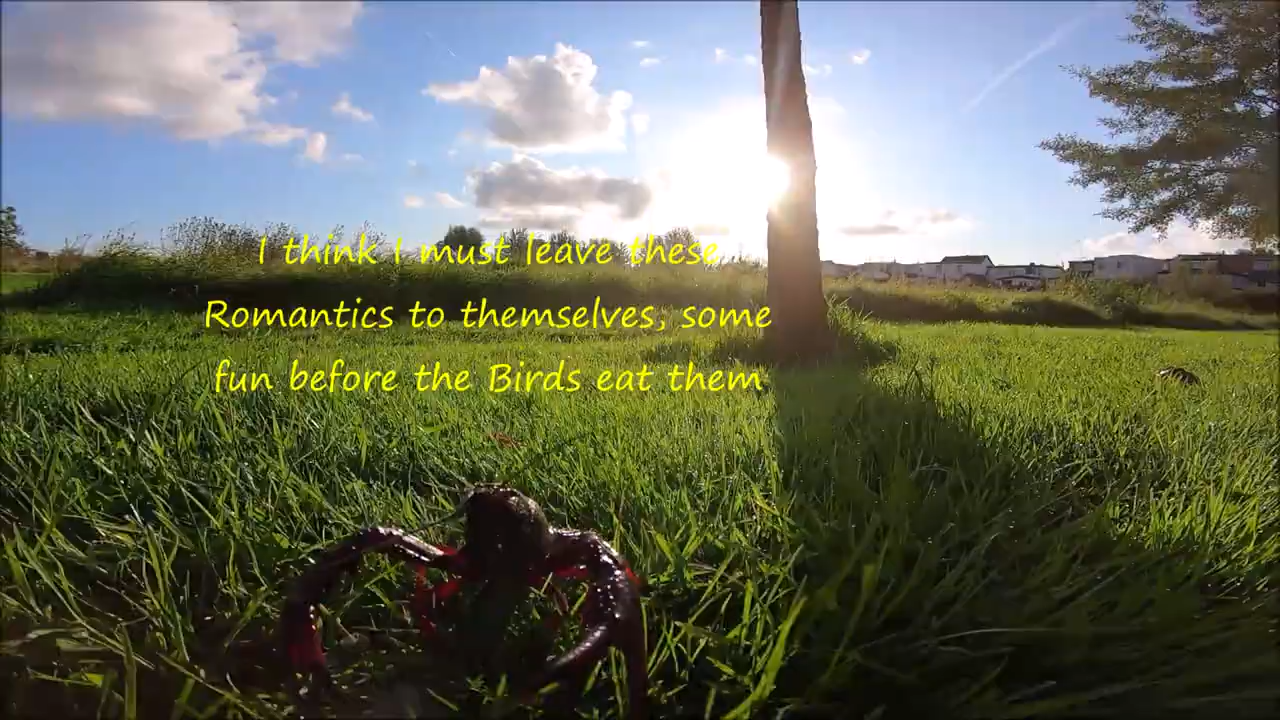 I think I must leave these
Romantics to themselves, some
fun before the Birds eat them